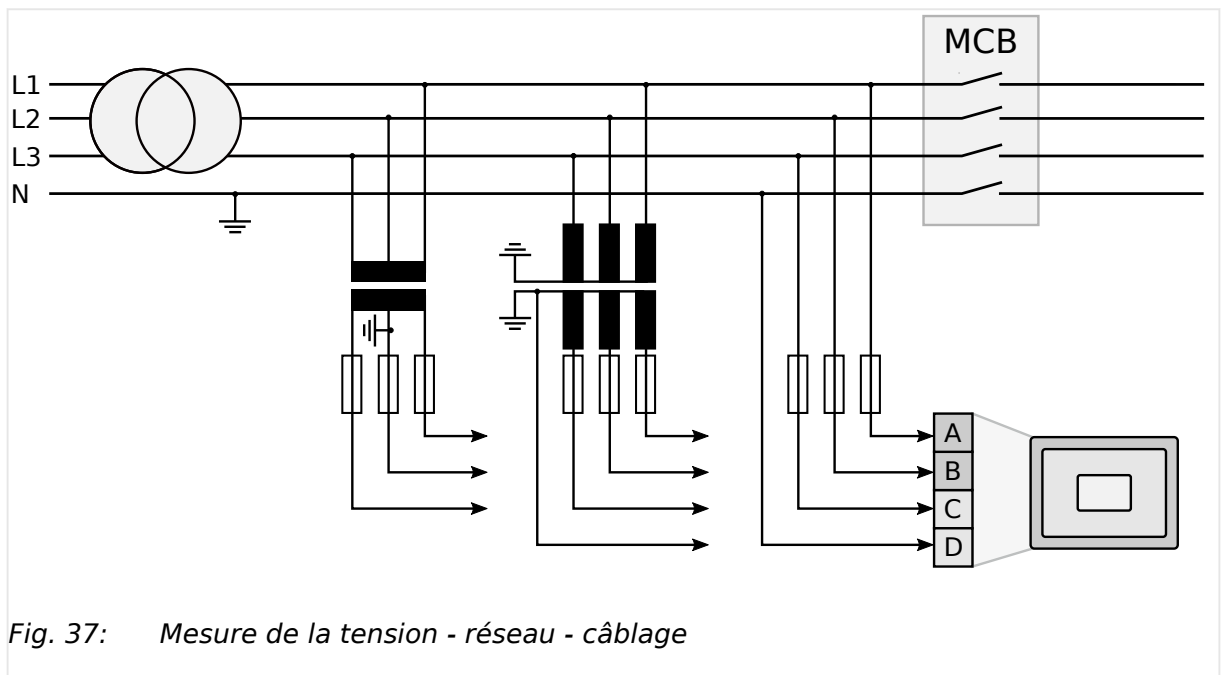 MCB
L1
L2
L3
N
A
B
C
D
Fig. 37: Mesure de la tension - réseau - câblage